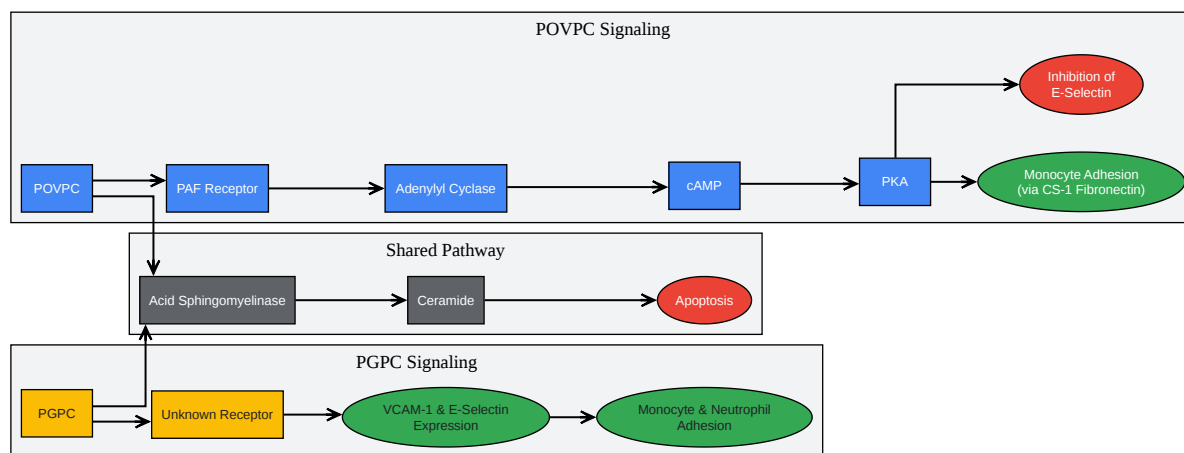 POVPC Signaling
Inhibition of
E-Selectin
POVPC
PAF Receptor
Adenylyl Cyclase
cAMP
PKA
Monocyte Adhesion
(via CS-1 Fibronectin)
Shared Pathway
Acid Sphingomyelinase
Ceramide
Apoptosis
PGPC Signaling
PGPC
Unknown Receptor
VCAM-1 & E-Selectin
Expression
Monocyte & Neutrophil
Adhesion